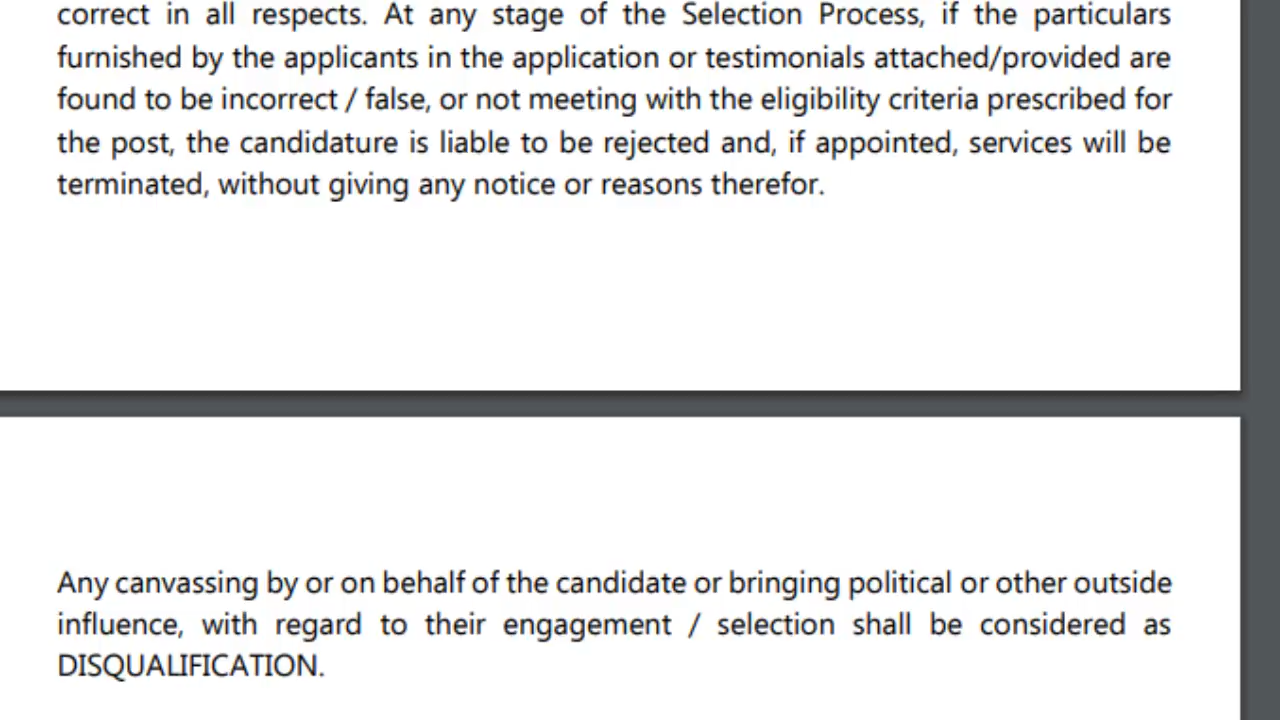 correct in all respects. At any stage of the Selection Process, if the particulars
furnished by the applicants in the application or testimonials attached/provided are
found to be incorrect / false, or not meeting with the eligibility criteria prescribed for
the post, the candidature is liable to be rejected and, if appointed, services will be
terminated, without giving any notice or reasons therefor.
Any canvassing by or on behalf of the candidate or bringing political or other outside
influence, with regard to their engagement / selection shall be considered as
DISQUALIFICATION.